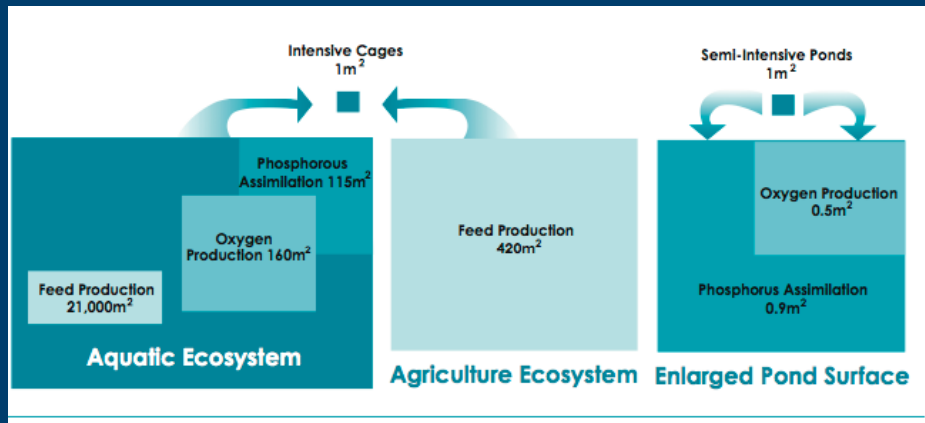 Intensive Cages
1m²
Semi-Intensive Ponds
1m²
Phosphorous
Assimilation 115m²
Oxygen
Production 160m²
Feed Production
21,000m²
Aquatic Ecosystem
Feed Production
420m²
Agriculture Ecosystem
Oxygen Production
0.5m²
Phosphorus Assimilation
0.9m²
Enlarged Pond Surface